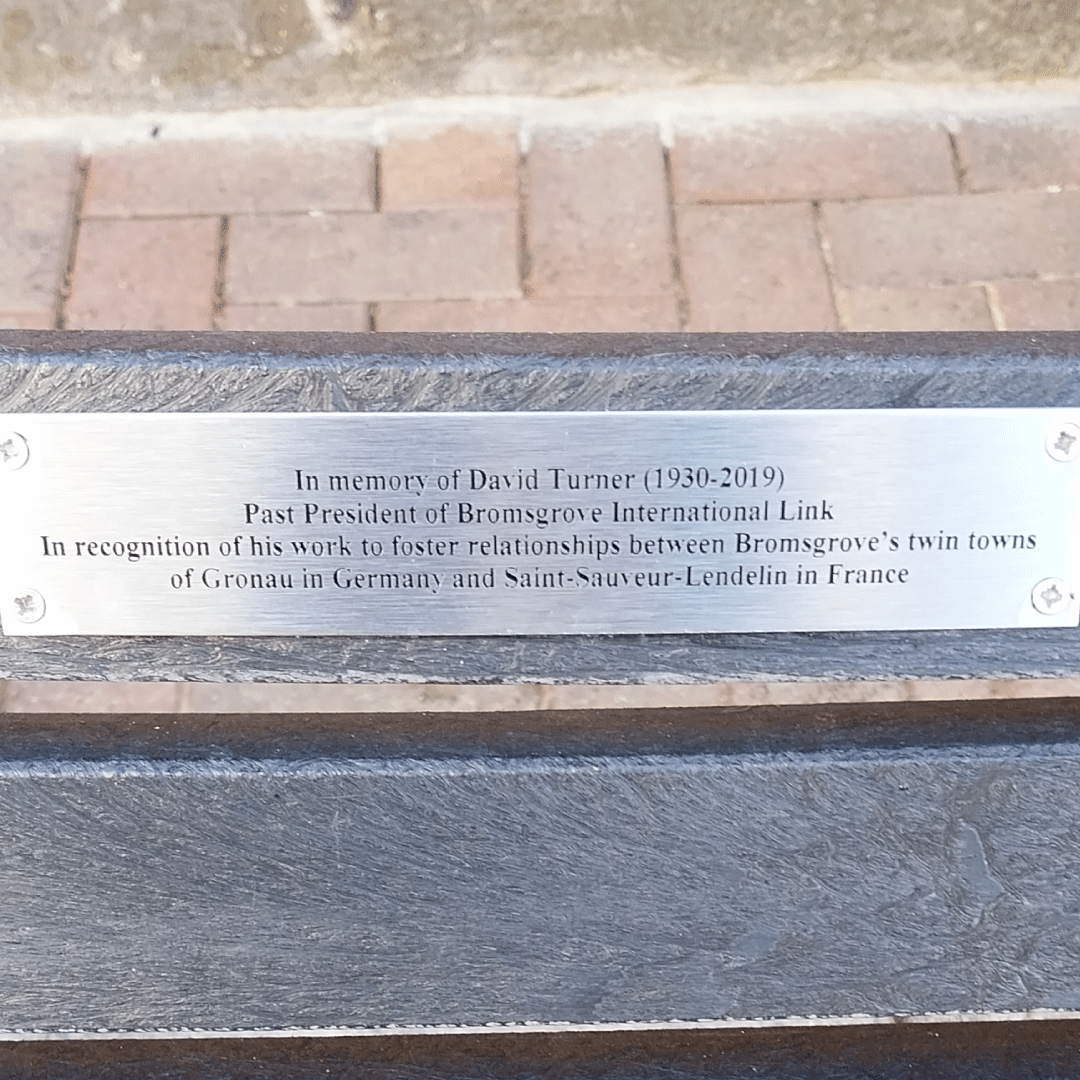 In memory of David Turner (1930-2019)
Past President of Bromsgrove International Link
In recognition of his work to foster relationships between Bromsgrove's twin towns
of Gronau in Germany and Saint-Sauveur-Lendelin in France